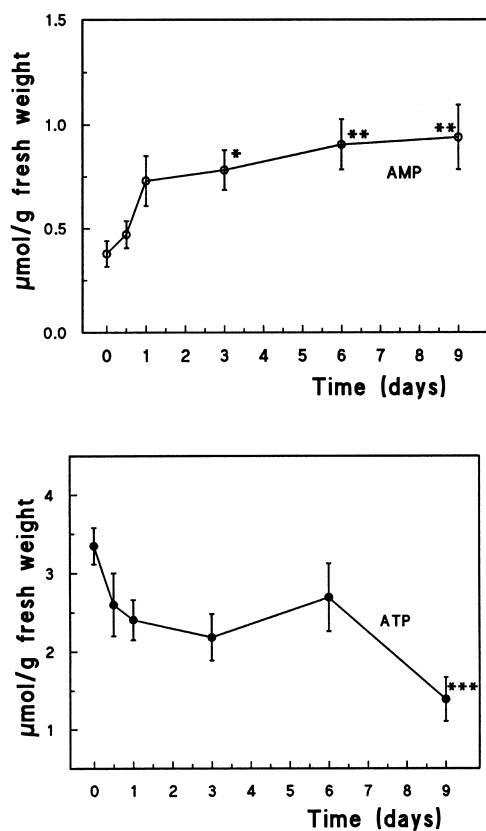 μmol/g fresh weight
1.5
1.0
0.5
0.0
*
**
**
AMP
0 1 3 4 5 6 7 8 9
Time (days)
μmol/g fresh weight
4
3
2
1
ATP
***
0 1 2 3 4 5 6 7 8 9
Time (days)